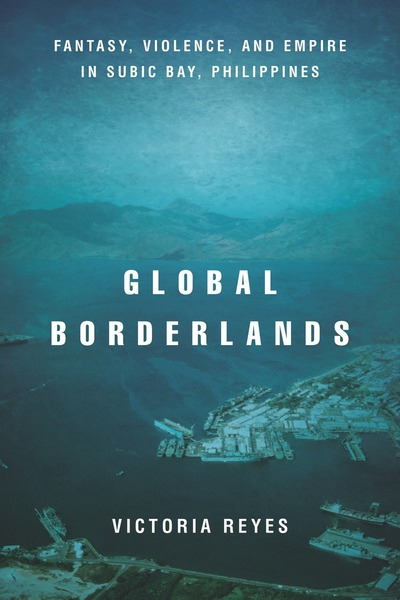 FANTASY, VIOLENCE, AND EMPIRE
IN SUBIC BAY, PHILIPPINES
GLOBAL
BORDERLANDS
VICTORIA REYES